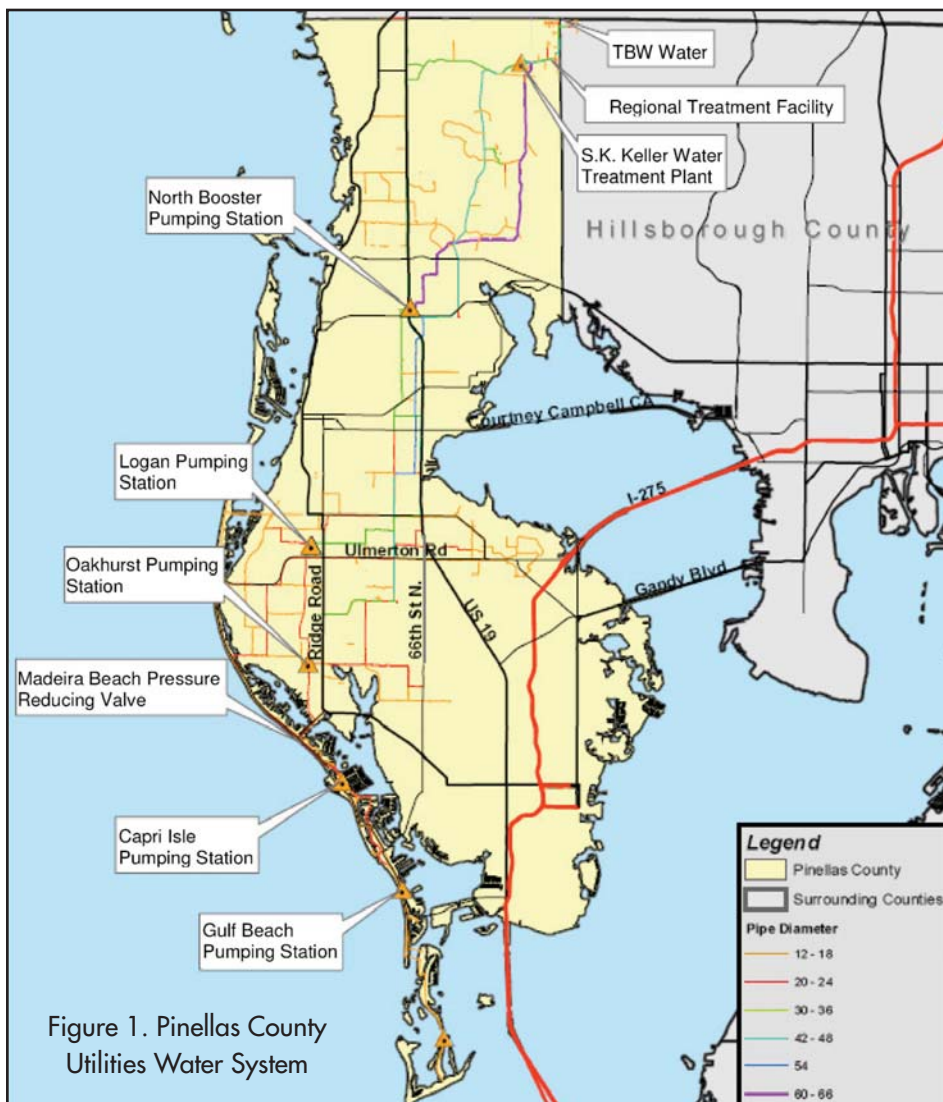 TBW Water
Regional Treatment Facility
S.K. Keller Water
Treatment Plant
North Booster
Pumping Station
Hillsborough County
Courtney Campbell CA
Logan Pumping
Station
I-275
Ulmerton Rd
Oakhurst Pumping
Station
Gandy Blvd
Ridge Road
66th St N.
US 19
Madeira Beach Pressure
Reducing Valve
Capri Isle
Pumping Station
Gulf Beach
Pumping Station
Legend
Pinellas County
Surrounding Counties
Pipe Diameter
12 - 18
20 - 24
30 - 36
42 - 48
54
60 - 66
Figure 1. Pinellas County
Utilities Water System